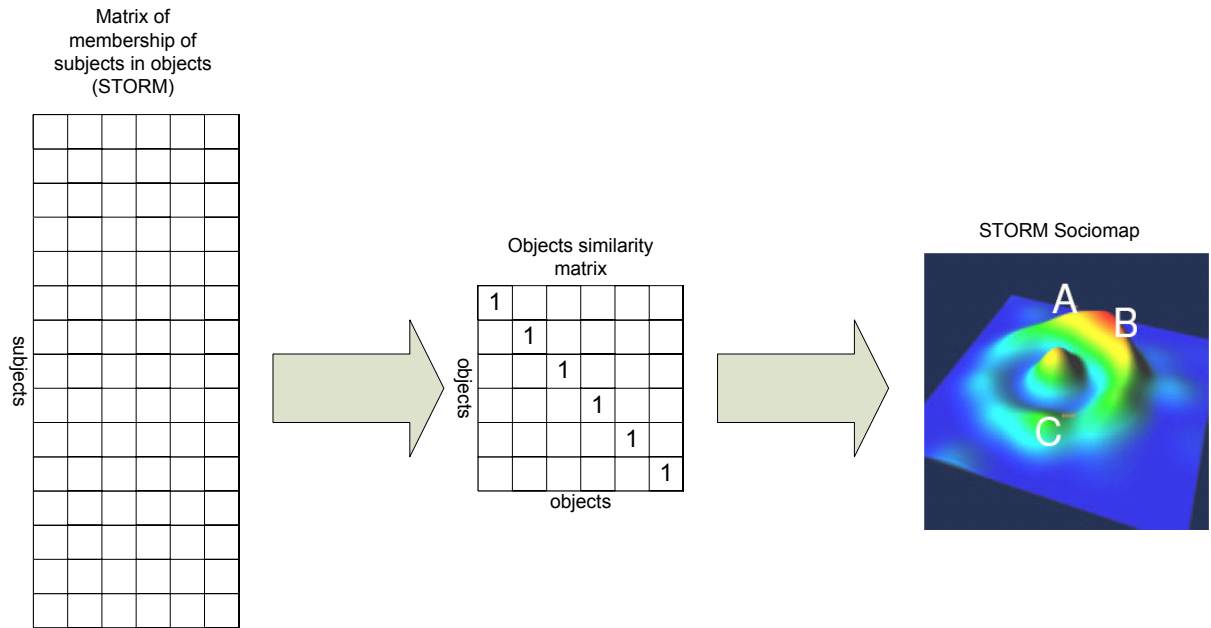 Matrix of
membership of
subjects in objects
(STORM)
subjects
Objects similarity
matrix
1
1
1
1
1
1
objects
objects
STORM Sociomap
A
B
C